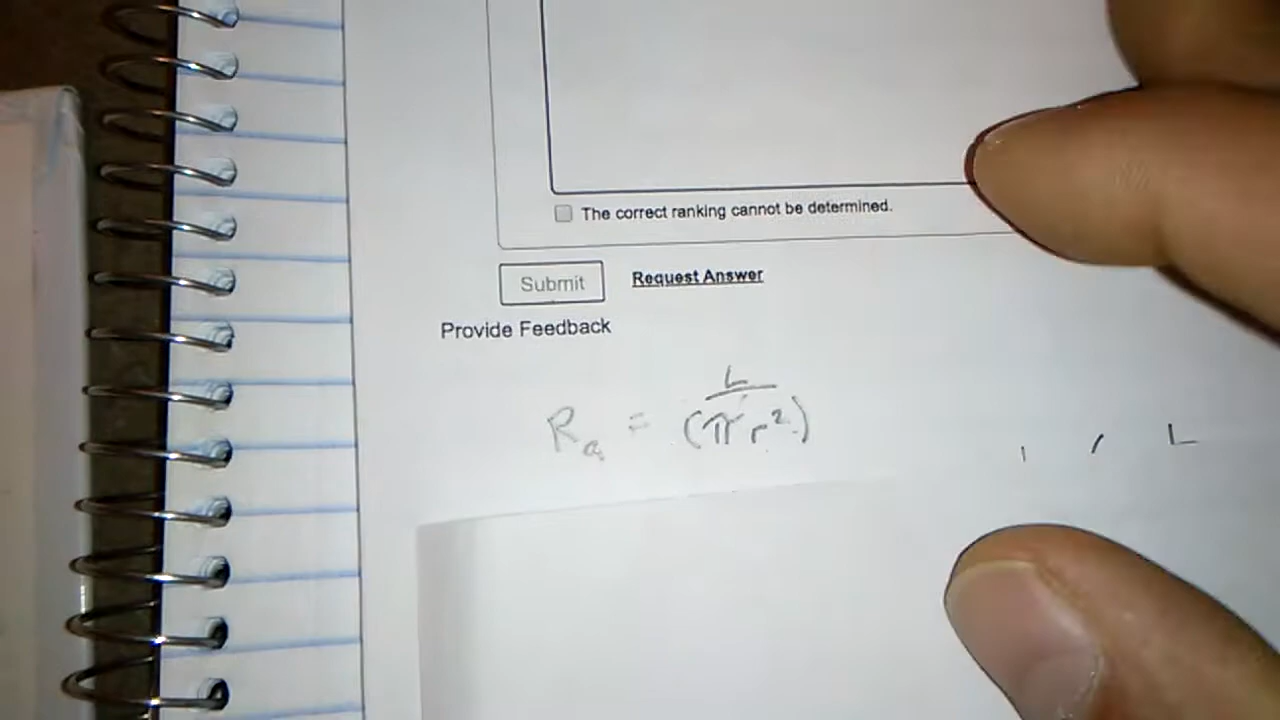 The correct ranking cannot be determined.
Submit
Request Answer
Provide Feedback
Rₐ = L/(πr²)
L